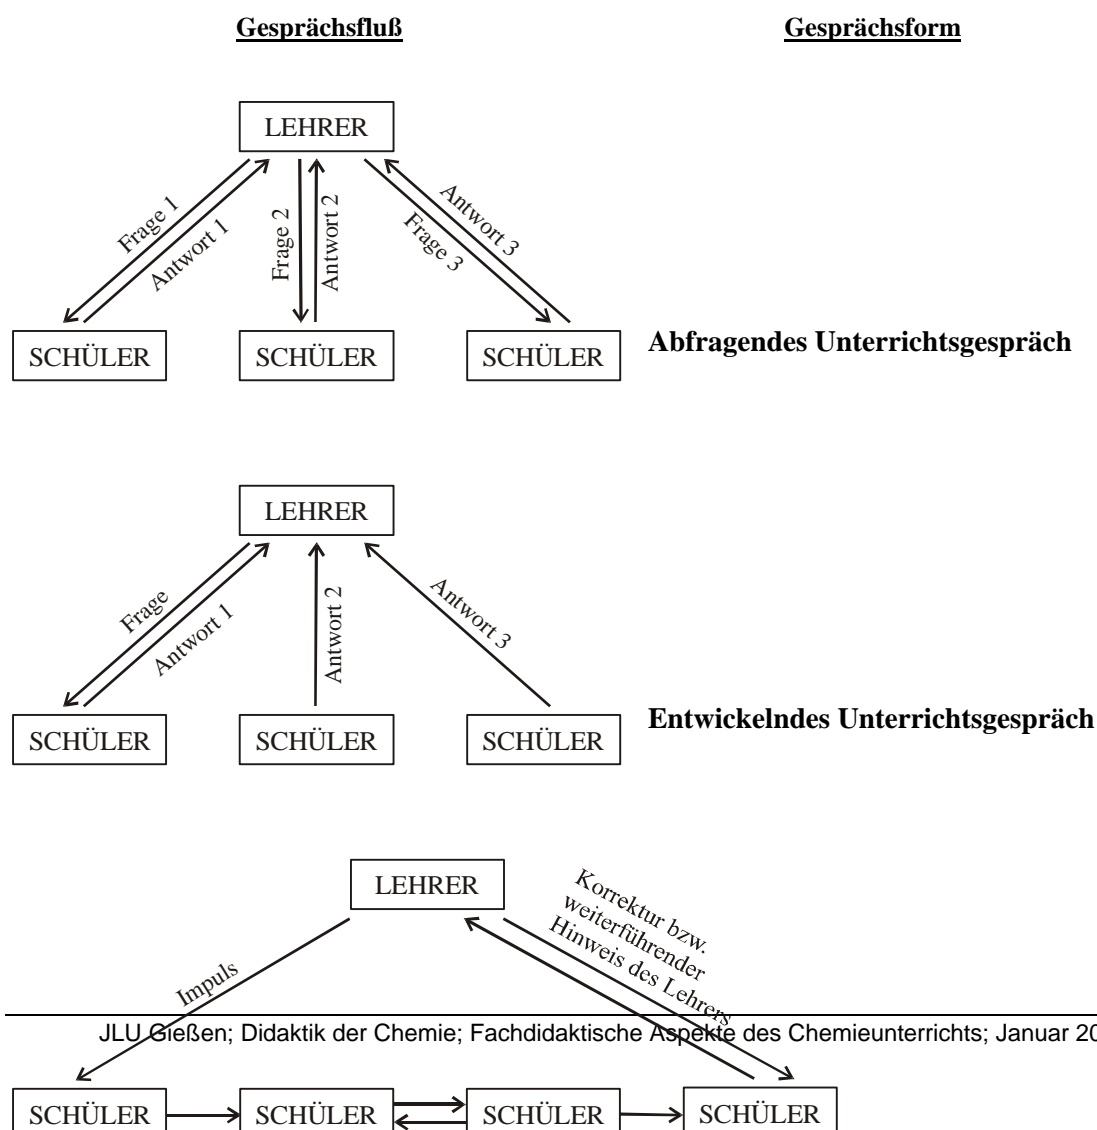 Gesprächsfluß
Gesprächsform
LEHRER
Frage 1
Antwort 1
Frage 2
Antwort 2
Frage 3
Antwort 3
SCHÜLER
SCHÜLER
SCHÜLER
Abfragendes Unterrichtsgespräch
LEHRER
Frage
Antwort 1
Antwort 2
Antwort 3
SCHÜLER
SCHÜLER
SCHÜLER
Entwickelndes Unterrichtsgespräch
LEHRER
Impuls
Korrektur bzw.
weiterführender
Hinweis des Lehrers
JLU Gießen; Didaktik der Chemie; Fachdidaktische Aspekte des Chemieunterrichts; Januar 20
SCHÜLER
SCHÜLER
SCHÜLER
SCHÜLER